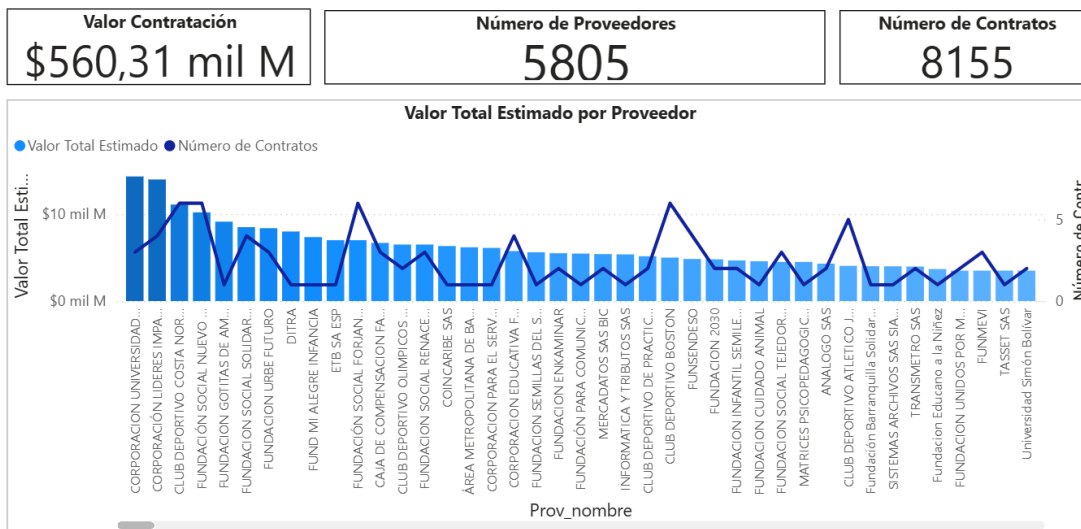 Valor Contratación
$560,31 mil M
Número de Proveedores
5805
Número de Contratos
8155
Valor Total Estimado por Proveedor
Valor Total Estimado
Número de Contratos
Valor Total Esti...
$10 mil M
$0 mil M
5
0
Número de Contr...
CORPORACION UNIVERSIDAD...
CORPORACIÓN LIDERES IMPA...
CLUB DEPORTIVO COSTA NOR...
FUNDACIÓN SOCIAL NUEVO ...
FUNDACION GOTITAS DE AM...
FUNDACION SOCIAL SOLIDAR...
FUNDACION URBE FUTURO
DITRA
FUND MI ALEGRE INFANCIA
ETB SA ESP
FUNDACIÓN SOCIAL FORJAN...
CAJA DE COMPENSACION FA...
CLUB DEPORTIVO OLIMPICOS ...
FUNDACION SOCIAL RENACE...
COINCARIBE SAS
ÁREA METROPOLITANA DE BA...
CORPORACION PARA EL SERV...
CORPORACION EDUCATIVA F...
FUNDACION SEMILLAS DEL S...
FUNDACION ENKAMINAR
FUNDACIÓN PARA COMUNIC...
MERCADATOS SAS BIC
INFORMATICA Y TRIBUTOS SAS
CLUB DEPORTIVO DE PRACTIC...
CLUB DEPORTIVO BOSTON
FUNSENDESO
FUNDACION 2030
FUNDACION INFANTIL SEMILE...
FUNDACION CUIDADO ANIMAL
FUNDACION SOCIAL TEJEDOR...
MATRICES PSICOPEDAGOGIC...
ANALOGO SAS
CLUB DEPORTIVO ATLETICO J...
Fundación Barranquilla Solidar...
SISTEMAS ARCHIVOS SAS SIA...
TRANSMETRO SAS
Fundacion Educano a la Niñez
FUNDACION UNIDOS POR M...
FUNMEVI
TASSET SAS
Universidad Simón Bolívar
Prov_nombre